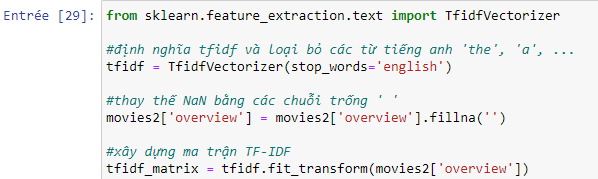 Entrée [29]: from sklearn.feature_extraction.text import TfidfVectorizer
#định nghĩa tfidf và loại bỏ các từ tiếng anh 'the', 'a', ...
tfidf = TfidfVectorizer(stop_words='english')
#thay thế NaN bằng các chuỗi trống ' '
movies2['overview'] = movies2['overview'].fillna('')
#xây dựng ma trận TF-IDF
tfidf_matrix = tfidf.fit_transform(movies2['overview'])